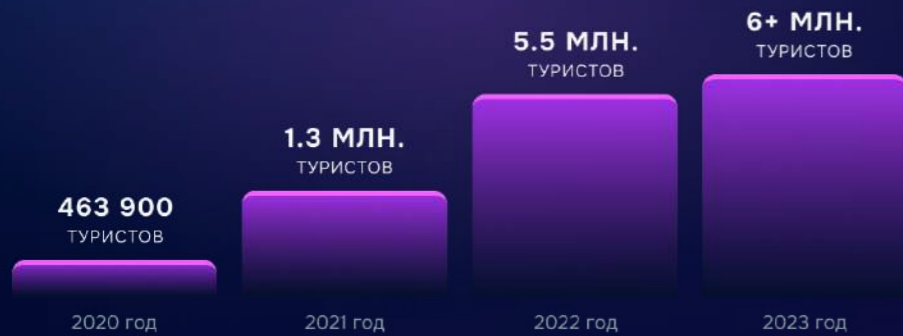 463 900
ТУРИСТОВ
2020 год
1.3 МЛН.
ТУРИСТОВ
2021 год
5.5 МЛН.
ТУРИСТОВ
2022 год
6+ МЛН.
ТУРИСТОВ
2023 год